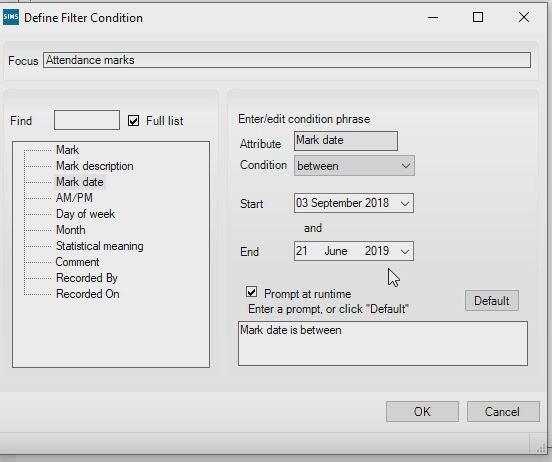 SIMS Define Filter Condition
Focus Attendance marks
Find Full list
Mark
Mark description
Mark date
AM/PM
Day of week
Month
Statistical meaning
Comment
Recorded By
Recorded On
Enter/edit condition phrase
Attribute Mark date
Condition between
Start 03 September 2018
and
End 21 June 2019
Prompt at runtime
Enter a prompt, or click "Default"
Default
Mark date is between
OK Cancel